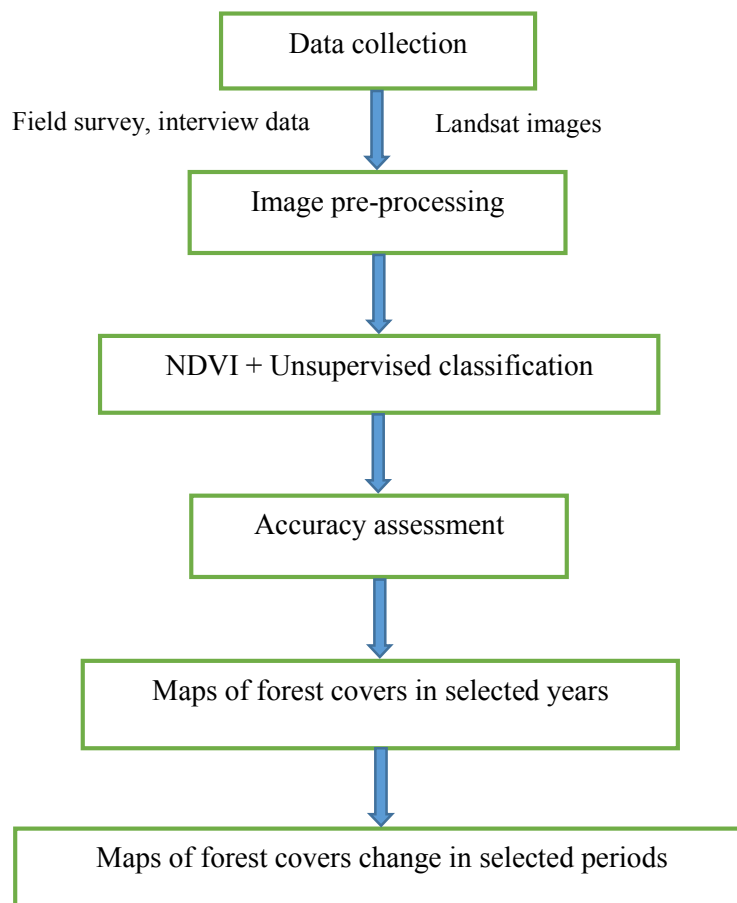 Data collection
Field survey, interview data
Landsat images
Image pre-processing
NDVI + Unsupervised classification
Accuracy assessment
Maps of forest covers in selected years
Maps of forest covers change in selected periods